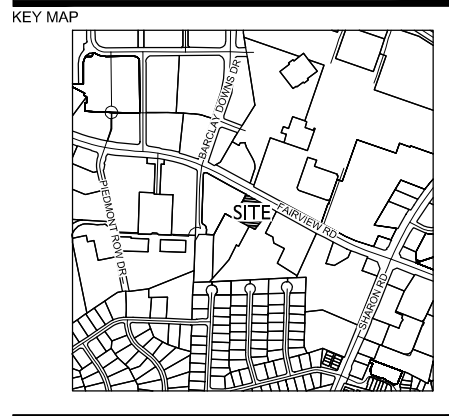 KEY MAP
BARCLAY DOWNS DR
PIEDMONT ROW DR
SITE
FAIRVIEW RD
SHARON RD